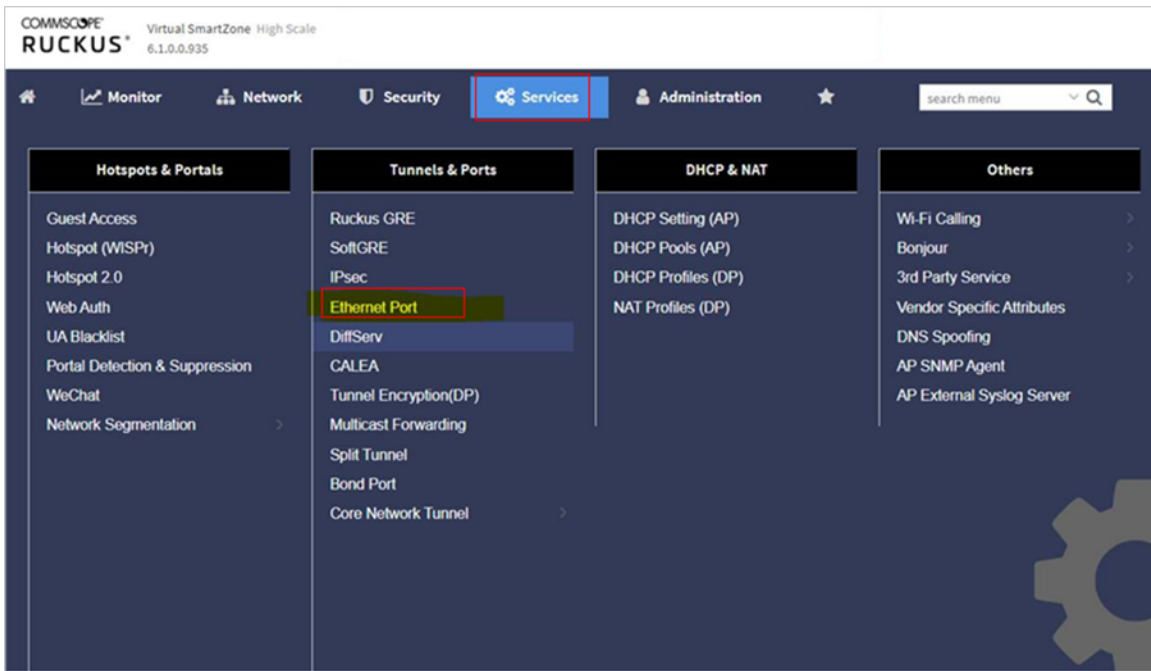 COMMSCOPE
RUCKUS®
Virtual SmartZone High Scale
6.1.0.0.935
Monitor
Network
Security
Services
Administration
search menu
Hotspots & Portals
Guest Access
Hotspot (WISPr)
Hotspot 2.0
Web Auth
UA Blacklist
Portal Detection & Suppression
WeChat
Network Segmentation
Tunnels & Ports
Ruckus GRE
SoftGRE
IPsec
Ethernet Port
DiffServ
CALEA
Tunnel Encryption(DP)
Multicast Forwarding
Split Tunnel
Bond Port
Core Network Tunnel
DHCP & NAT
DHCP Setting (AP)
DHCP Pools (AP)
DHCP Profiles (DP)
NAT Profiles (DP)
Others
Wi-Fi Calling
Bonjour
3rd Party Service
Vendor Specific Attributes
DNS Spoofing
AP SNMP Agent
AP External Syslog Server